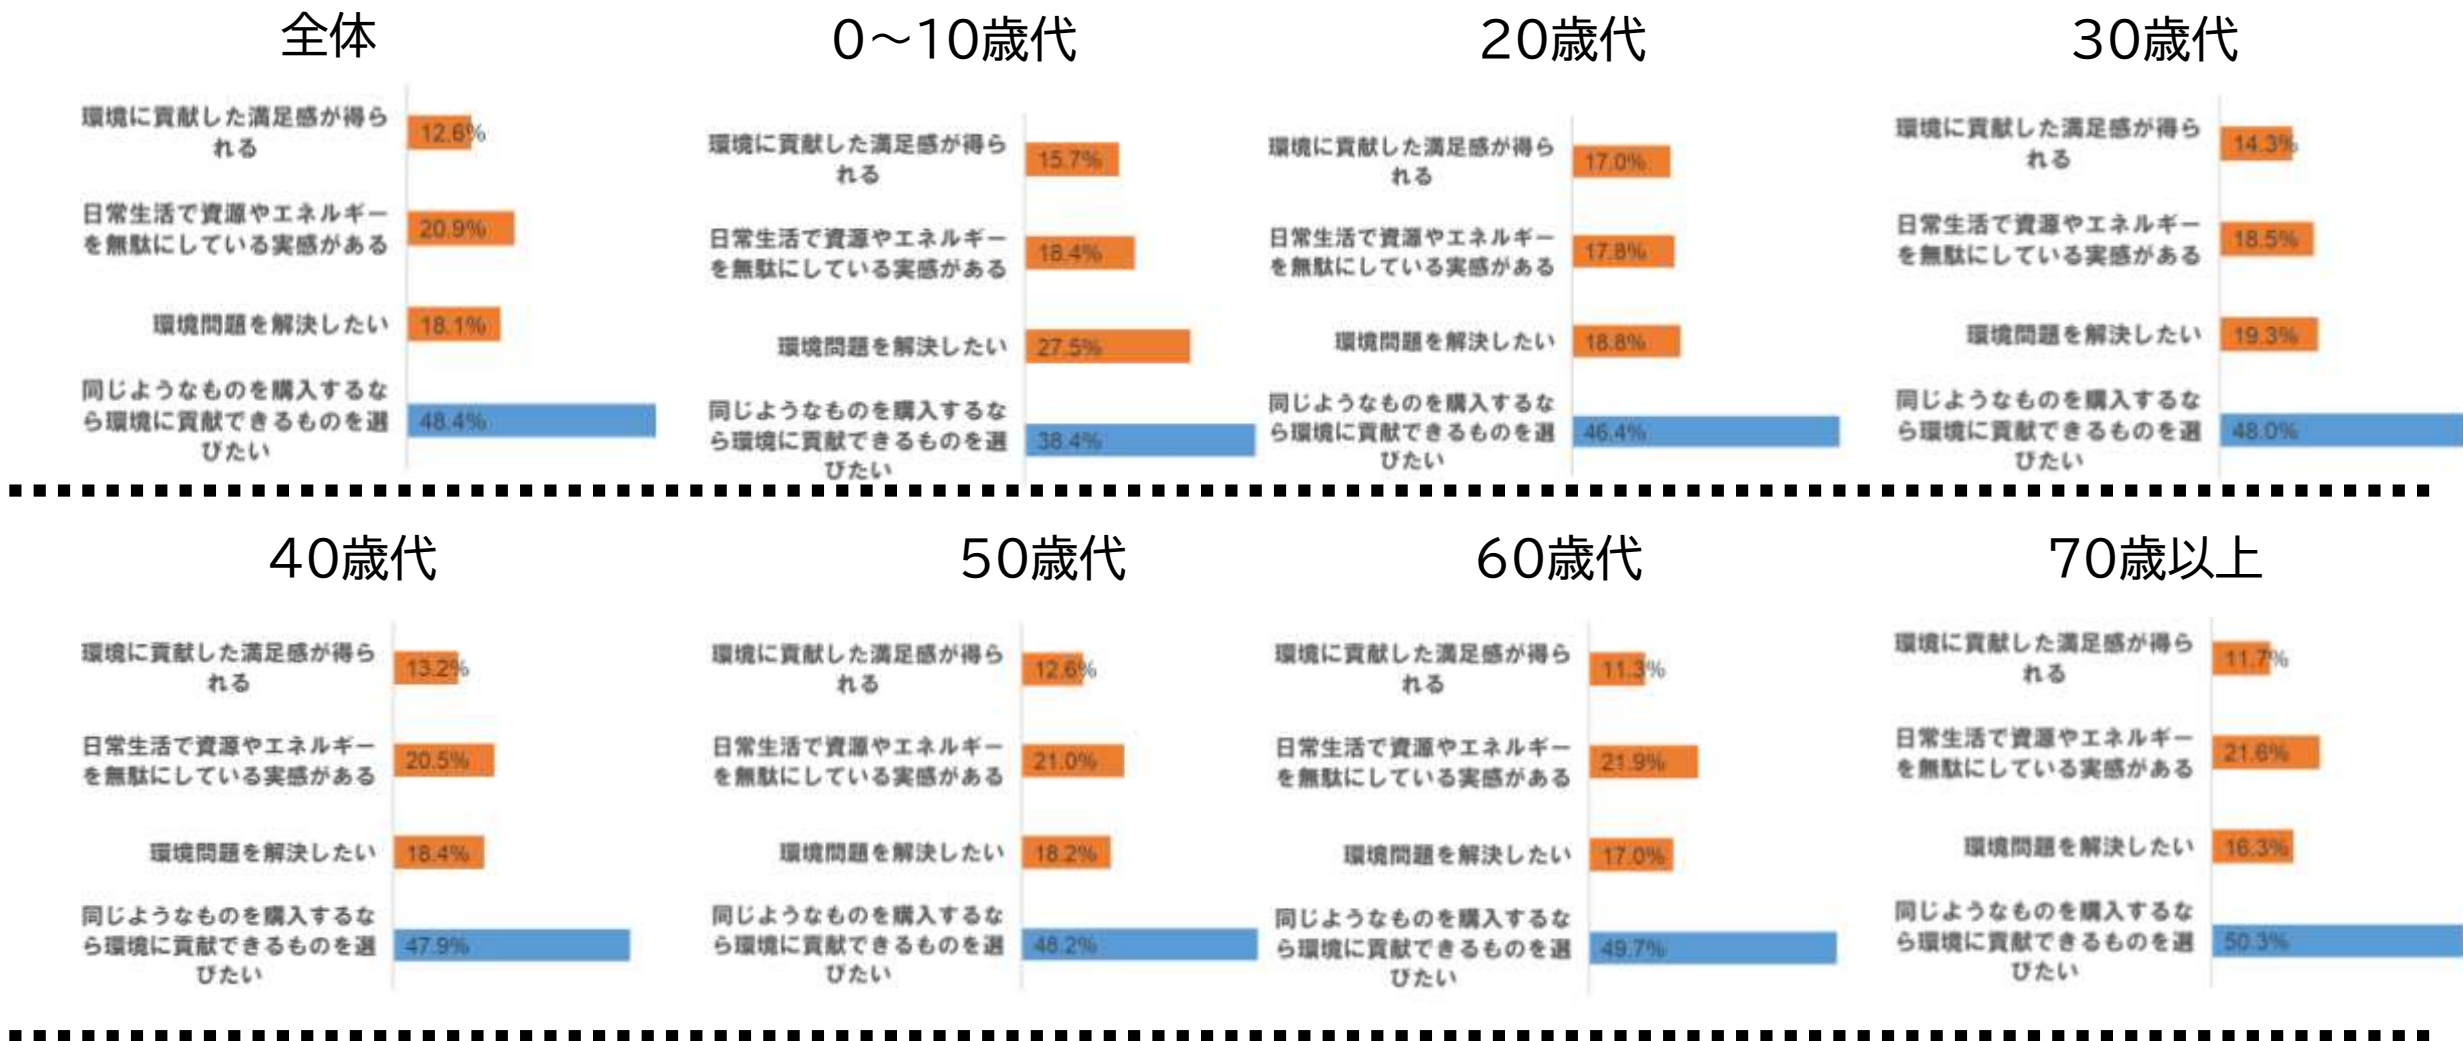 全体
環境に貢献した満足感が得ら
れる
12.6%
日常生活で資源やエネルギー
を無駄にしている実感がある
20.9%
環境問題を解決したい
18.1%
同じようなものを購入するな
ら環境に貢献できるものを選
びたい
48.4%
0～10歳代
環境に貢献した満足感が得ら
れる
15.7%
日常生活で資源やエネルギー
を無駄にしている実感がある
18.4%
環境問題を解決したい
27.5%
同じようなものを購入するな
ら環境に貢献できるものを選
びたい
38.4%
20歳代
環境に貢献した満足感が得ら
れる
17.0%
日常生活で資源やエネルギー
を無駄にしている実感がある
17.8%
環境問題を解決したい
18.8%
同じようなものを購入するな
ら環境に貢献できるものを選
びたい
46.4%
30歳代
環境に貢献した満足感が得ら
れる
14.3%
日常生活で資源やエネルギー
を無駄にしている実感がある
18.5%
環境問題を解決したい
19.3%
同じようなものを購入するな
ら環境に貢献できるものを選
びたい
48.0%
40歳代
環境に貢献した満足感が得ら
れる
13.2%
日常生活で資源やエネルギー
を無駄にしている実感がある
20.5%
環境問題を解決したい
18.4%
同じようなものを購入するな
ら環境に貢献できるものを選
びたい
47.9%
50歳代
環境に貢献した満足感が得ら
れる
12.6%
日常生活で資源やエネルギー
を無駄にしている実感がある
21.0%
環境問題を解決したい
18.2%
同じようなものを購入するな
ら環境に貢献できるものを選
びたい
48.2%
60歳代
環境に貢献した満足感が得ら
れる
11.3%
日常生活で資源やエネルギー
を無駄にしている実感がある
21.9%
環境問題を解決したい
17.0%
同じようなものを購入するな
ら環境に貢献できるものを選
びたい
49.7%
70歳以上
環境に貢献した満足感が得ら
れる
11.7%
日常生活で資源やエネルギー
を無駄にしている実感がある
21.6%
環境問題を解決したい
16.3%
同じようなものを購入するな
ら環境に貢献できるものを選
びたい
50.3%